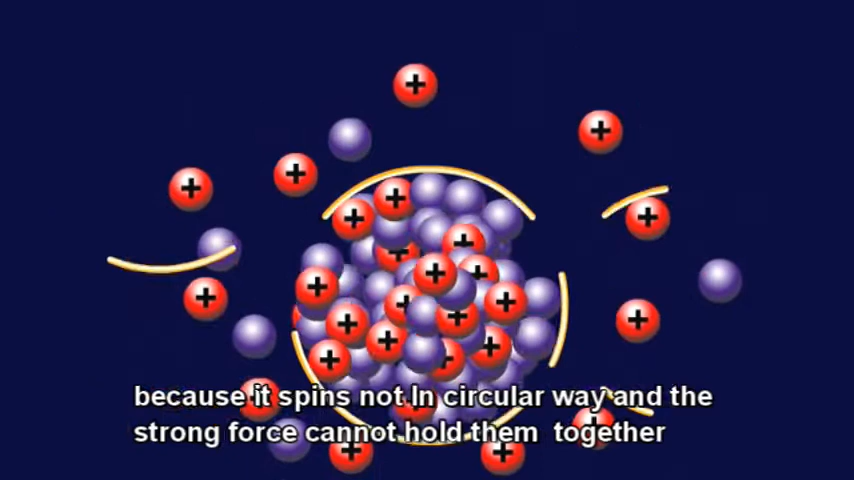 because it spins not In circular way and the
strong force cannot hold them  together